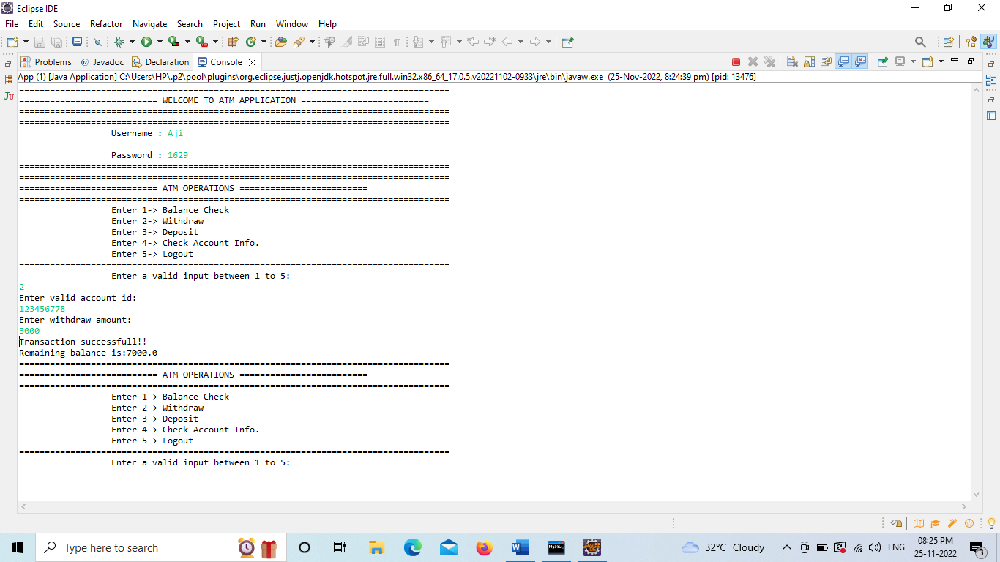 Eclipse IDE
File Edit Source Refactor Navigate Search Project Run Window Help
Problems @ Javadoc Declaration Console
App (1) [Java Application] C:\Users\HP\.p2\pool\plugins\org.eclipse.justj.openjdk.hotspot.jre.full.win32.x86_64_17.0.5.v20221102-0933\jre\bin\javaw.exe (25-Nov-2022, 8:24:39 pm) [pid: 13476]
====================================================================================
=========================== WELCOME TO ATM APPLICATION =========================
====================================================================================
====================================================================================
Username : Aji
Password : 1629
====================================================================================
====================================================================================
=========================== ATM OPERATIONS =========================
====================================================================================
Enter 1-> Balance Check
Enter 2-> Withdraw
Enter 3-> Deposit
Enter 4-> Check Account Info.
Enter 5-> Logout
====================================================================================
Enter a valid input between 1 to 5:
2
Enter valid account id:
123456778
Enter withdraw amount:
3000
Transaction successfull!!
Remaining balance is:7000.0
====================================================================================
=========================== ATM OPERATIONS =========================
====================================================================================
Enter 1-> Balance Check
Enter 2-> Withdraw
Enter 3-> Deposit
Enter 4-> Check Account Info.
Enter 5-> Logout
====================================================================================
Enter a valid input between 1 to 5:
Type here to search
32°C Cloudy
ENG
08:25 PM
25-11-2022
3